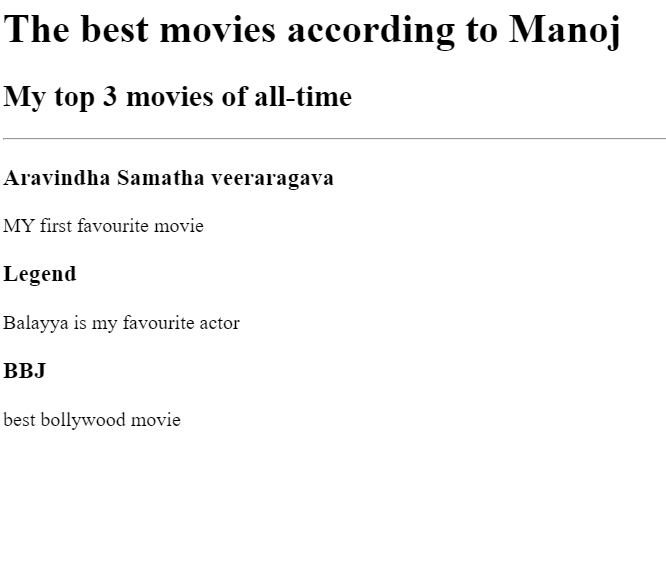 The best movies according to Manoj
My top 3 movies of all-time
Aravindha Samatha veeraragava
MY first favourite movie
Legend
Balayya is my favourite actor
BBJ
best bollywood movie